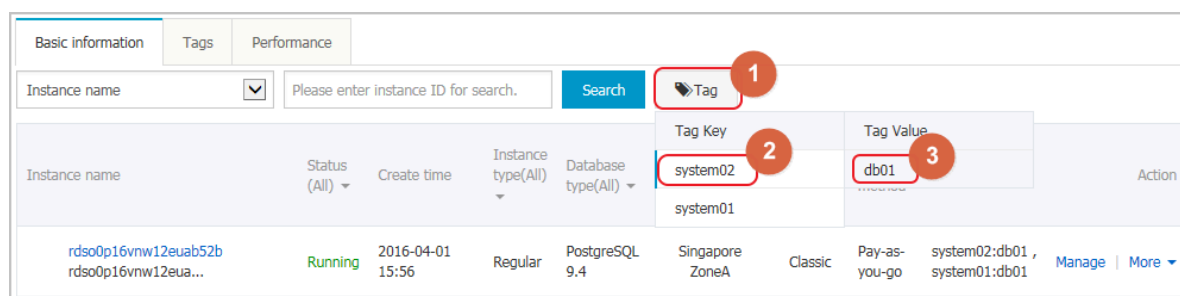 Basic information Tags Performance
Instance name Please enter instance ID for search. Search Tag 1
Tag Key Tag Value
Instance name Status (All) Create time Instance type(All) Database type(All) system02 2 db01 3 Action
system01
rdso0p16vnw12euab52b
rdso0p16vnw12eua... Running 2016-04-01 15:56 Regular PostgreSQL 9.4 Singapore ZoneA Classic Pay-as-you-go system02:db01 , system01:db01 Manage | More